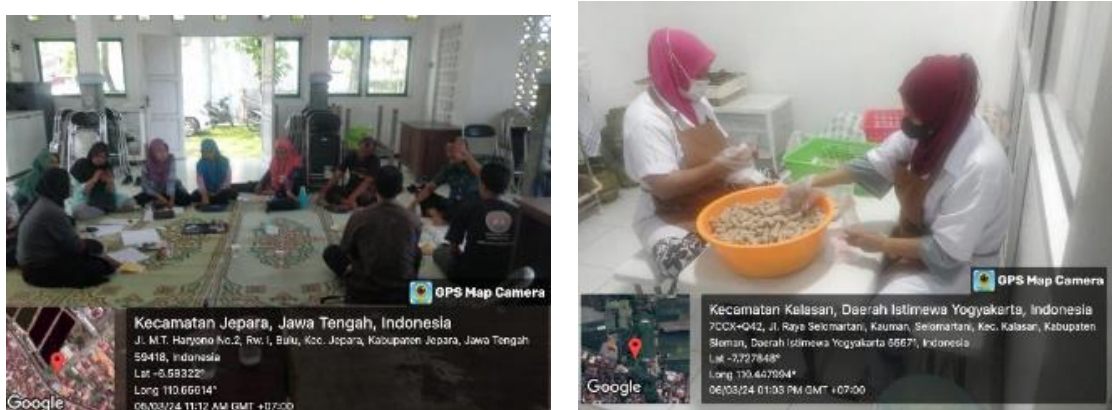 GPS Map Camera
Kecamatan Jepara, Jawa Tengah, Indonesia
Jl. M.T. Haryono No.2, Rw. I, Bulu, Kec. Jepara, Kabupaten Jepara, Jawa Tengah
59418, Indonesia
Lat -6.58322°
Long 110.66614°
06/03/24 11:12 AM GMT +07:00
Google
GPS Map Camera
Kecamatan Kalasan, Daerah Istimewa Yogyakarta, Indonesia
7CCX+Q42, Jl. Raya Selomartani, Kauman, Selomartani, Kec. Kalasan, Kabupaten
Sleman, Daerah Istimewa Yogyakarta 55571, Indonesia
Lat -7.727848°
Long 110.447994°
06/03/24 01:03 PM GMT +07:00
Google